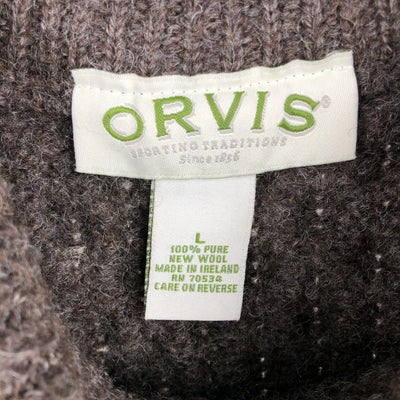 ORVIS®
SPORTING TRADITIONS
Since 1856
L
100% PURE
NEW WOOL
MADE IN IRELAND
RN 70534
CARE ON REVERSE